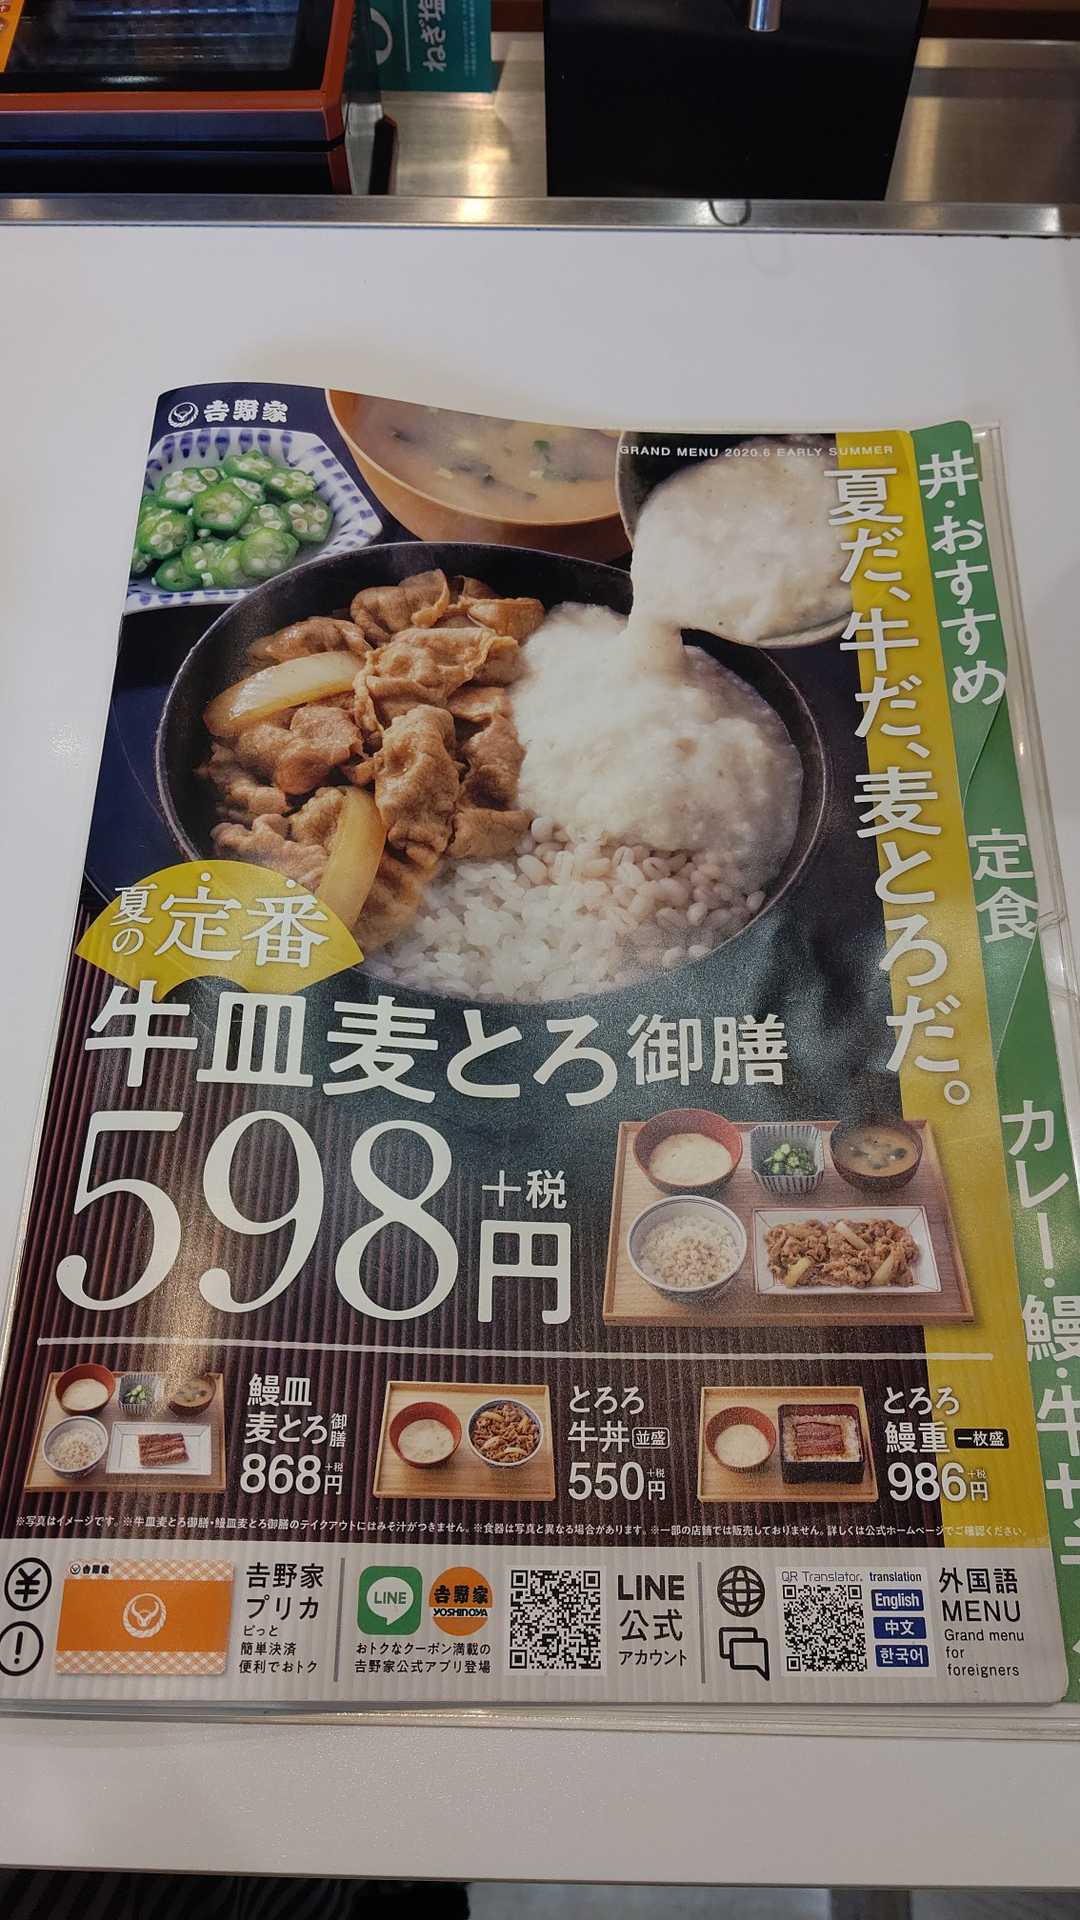 ねぎ塩
吉野家
GRAND MENU 2020.6 EARLY SUMMER
夏だ、牛だ、麦とろだ。
丼・おすすめ
定食
カレー・鰻・牛サ
夏の定番
牛皿麦とろ御膳
598円
+税
鰻皿
麦とろ御膳
868円
+税
とろろ
牛丼 並盛
550円
+税
とろろ
鰻重 一枚盛
986円
+税
※写真はイメージです。※牛皿麦とろ御膳・鰻皿麦とろ御膳のテイクアウトにはみそ汁がつきません。※食器は写真と異なる場合があります。※一部の店舗では販売しておりません。詳しくは公式ホームページでご確認ください。
吉野家
吉野家
プリカ
ピっと
簡単決済
便利でおトク
LINE
吉野家
YOSHINOYA
おトクなクーポン満載の
吉野家公式アプリ登場
LINE
公式
アカウント
QR Translator.
translation
English
中文
한국어
外国語
MENU
Grand menu
for
foreigners